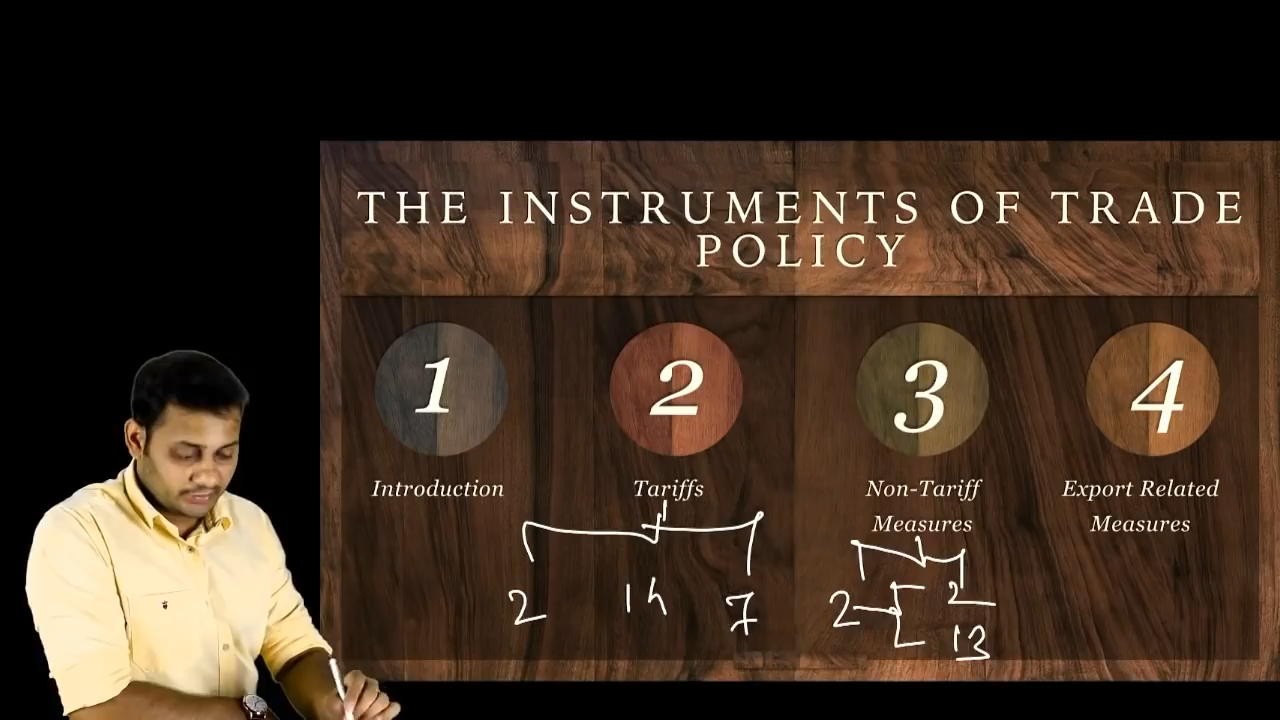 THE INSTRUMENTS OF TRADE
POLICY
1 2 3 4
Introduction Tariffs Non-Tariff Measures Export Related Measures
2 14 7 2 2
13